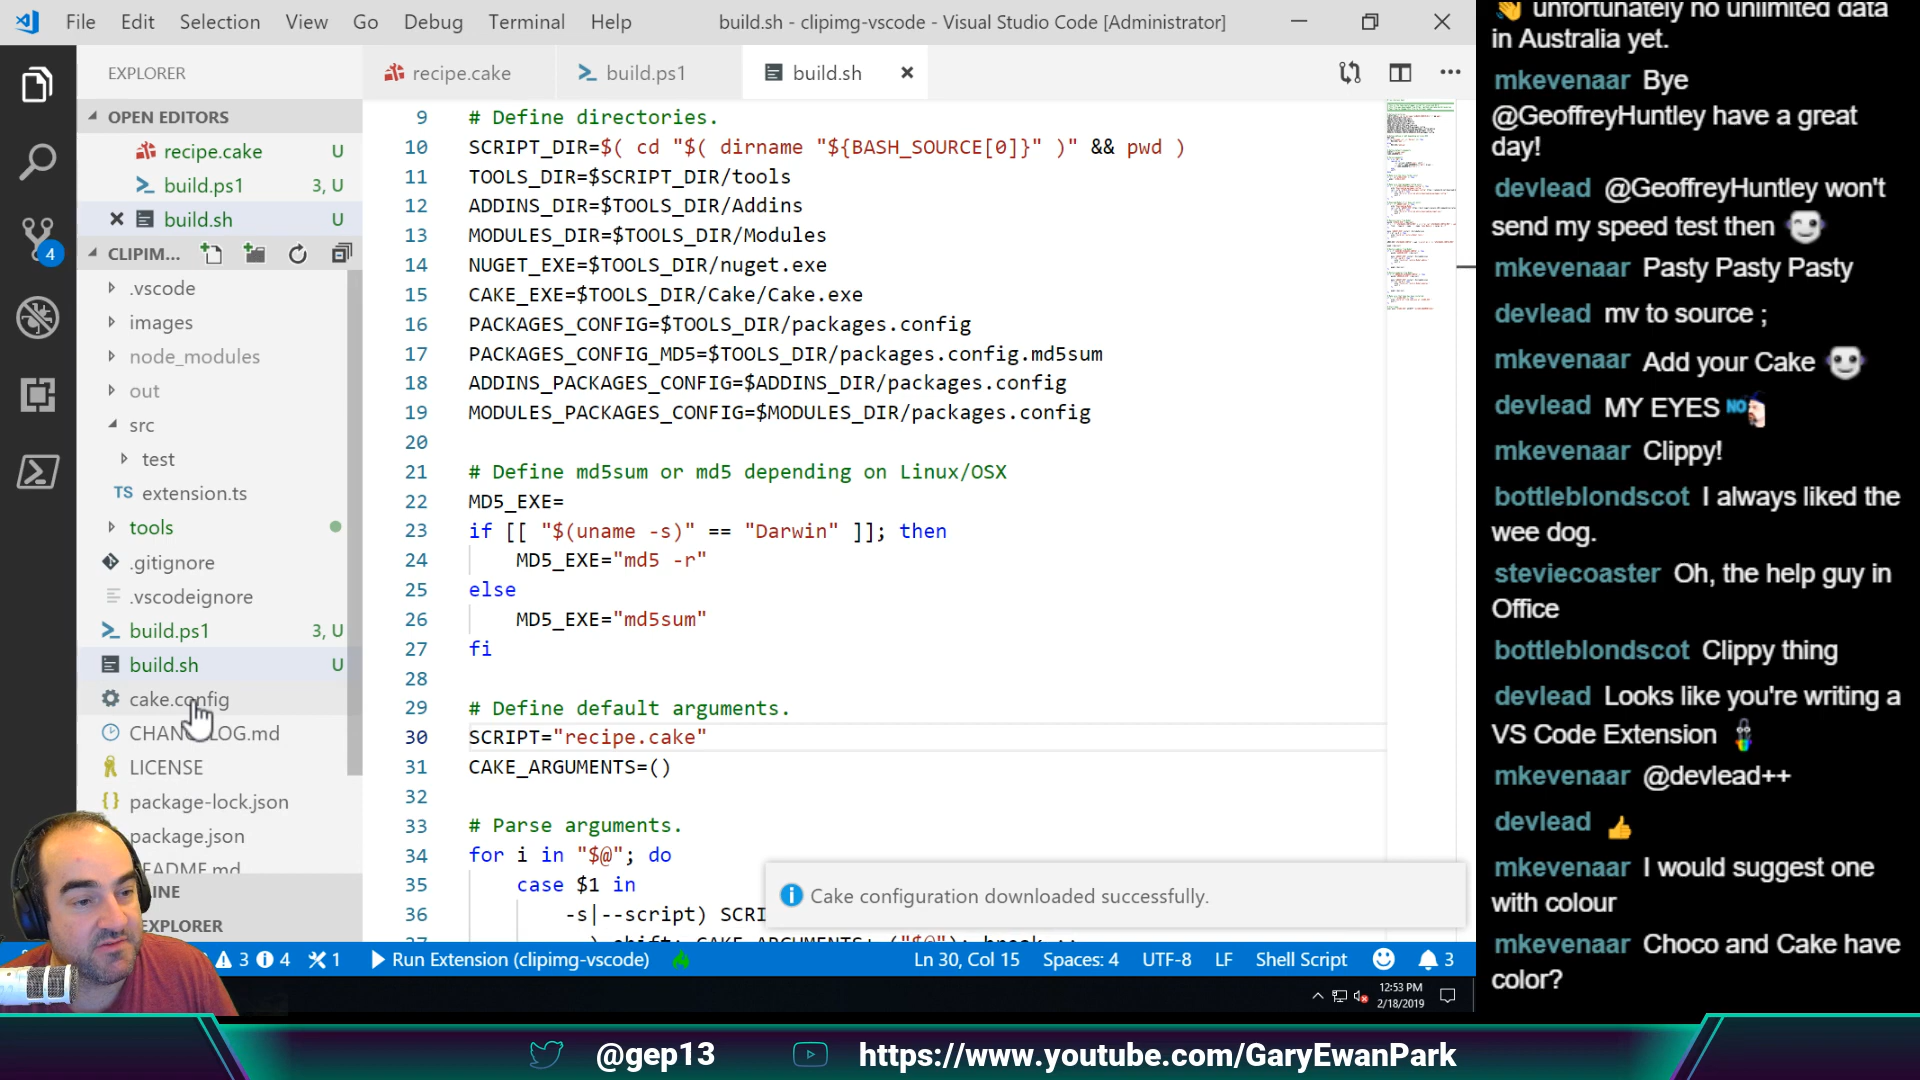 File Edit Selection View Go Debug Terminal Help build.sh - clipimg-vscode - Visual Studio Code [Administrator]
EXPLORER
OPEN EDITORS
recipe.cake U
build.ps1 3, U
build.sh U
CLIPIM...
.vscode
images
node_modules
out
src
test
TS extension.ts
tools
.gitignore
.vscodeignore
build.ps1 3, U
build.sh U
cake.config
LICENSE
package-lock.json
package.json
recipe.cake build.ps1 build.sh
9 # Define directories.
10 SCRIPT_DIR=$( cd "$( dirname "${BASH_SOURCE[0]}" )" && pwd )
11 TOOLS_DIR=$SCRIPT_DIR/tools
12 ADDINS_DIR=$TOOLS_DIR/Addins
13 MODULES_DIR=$TOOLS_DIR/Modules
14 NUGET_EXE=$TOOLS_DIR/nuget.exe
15 CAKE_EXE=$TOOLS_DIR/Cake/Cake.exe
16 PACKAGES_CONFIG=$TOOLS_DIR/packages.config
17 PACKAGES_CONFIG_MD5=$TOOLS_DIR/packages.config.md5sum
18 ADDINS_PACKAGES_CONFIG=$ADDINS_DIR/packages.config
19 MODULES_PACKAGES_CONFIG=$MODULES_DIR/packages.config
20
21 # Define md5sum or md5 depending on Linux/OSX
22 MD5_EXE=
23 if [[ "$(uname -s)" == "Darwin" ]]; then
24 MD5_EXE="md5 -r"
25 else
26 MD5_EXE="md5sum"
27 fi
28
29 # Define default arguments.
30 SCRIPT="recipe.cake"
31 CAKE_ARGUMENTS=()
32
33 # Parse arguments.
34 for i in "$@"; do
35 case $1 in
36 -s|--script) SCRI
Cake configuration downloaded successfully.
3 4 1 Run Extension (clipimg-vscode) Ln 30, Col 15 Spaces: 4 UTF-8 LF Shell Script 3
12:53 PM
2/18/2019
unfortunately no unlimited data
in Australia yet.
mkevenaar Bye
@GeoffreyHuntley have a great
day!
devlead @GeoffreyHuntley won't
send my speed test then
mkevenaar Pasty Pasty Pasty
devlead mv to source ;
mkevenaar Add your Cake
devlead MY EYES NO
mkevenaar Clippy!
bottleblondscot I always liked the
wee dog.
steviecoaster Oh, the help guy in
Office
bottleblondscot Clippy thing
devlead Looks like you're writing a
VS Code Extension
mkevenaar @devlead++
devlead
mkevenaar I would suggest one
with colour
mkevenaar Choco and Cake have
color?
@gep13 https://www.youtube.com/GaryEwanPark